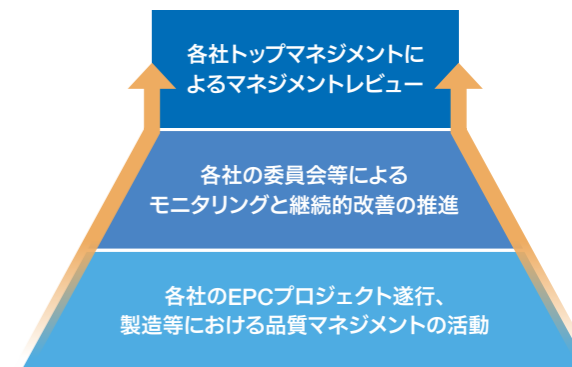 各社トップマネジメントに
よるマネジメントレビュー
各社の委員会等による
モニタリングと継続的改善の推進
各社のEPCプロジェクト遂行、
製造等における品質マネジメントの活動